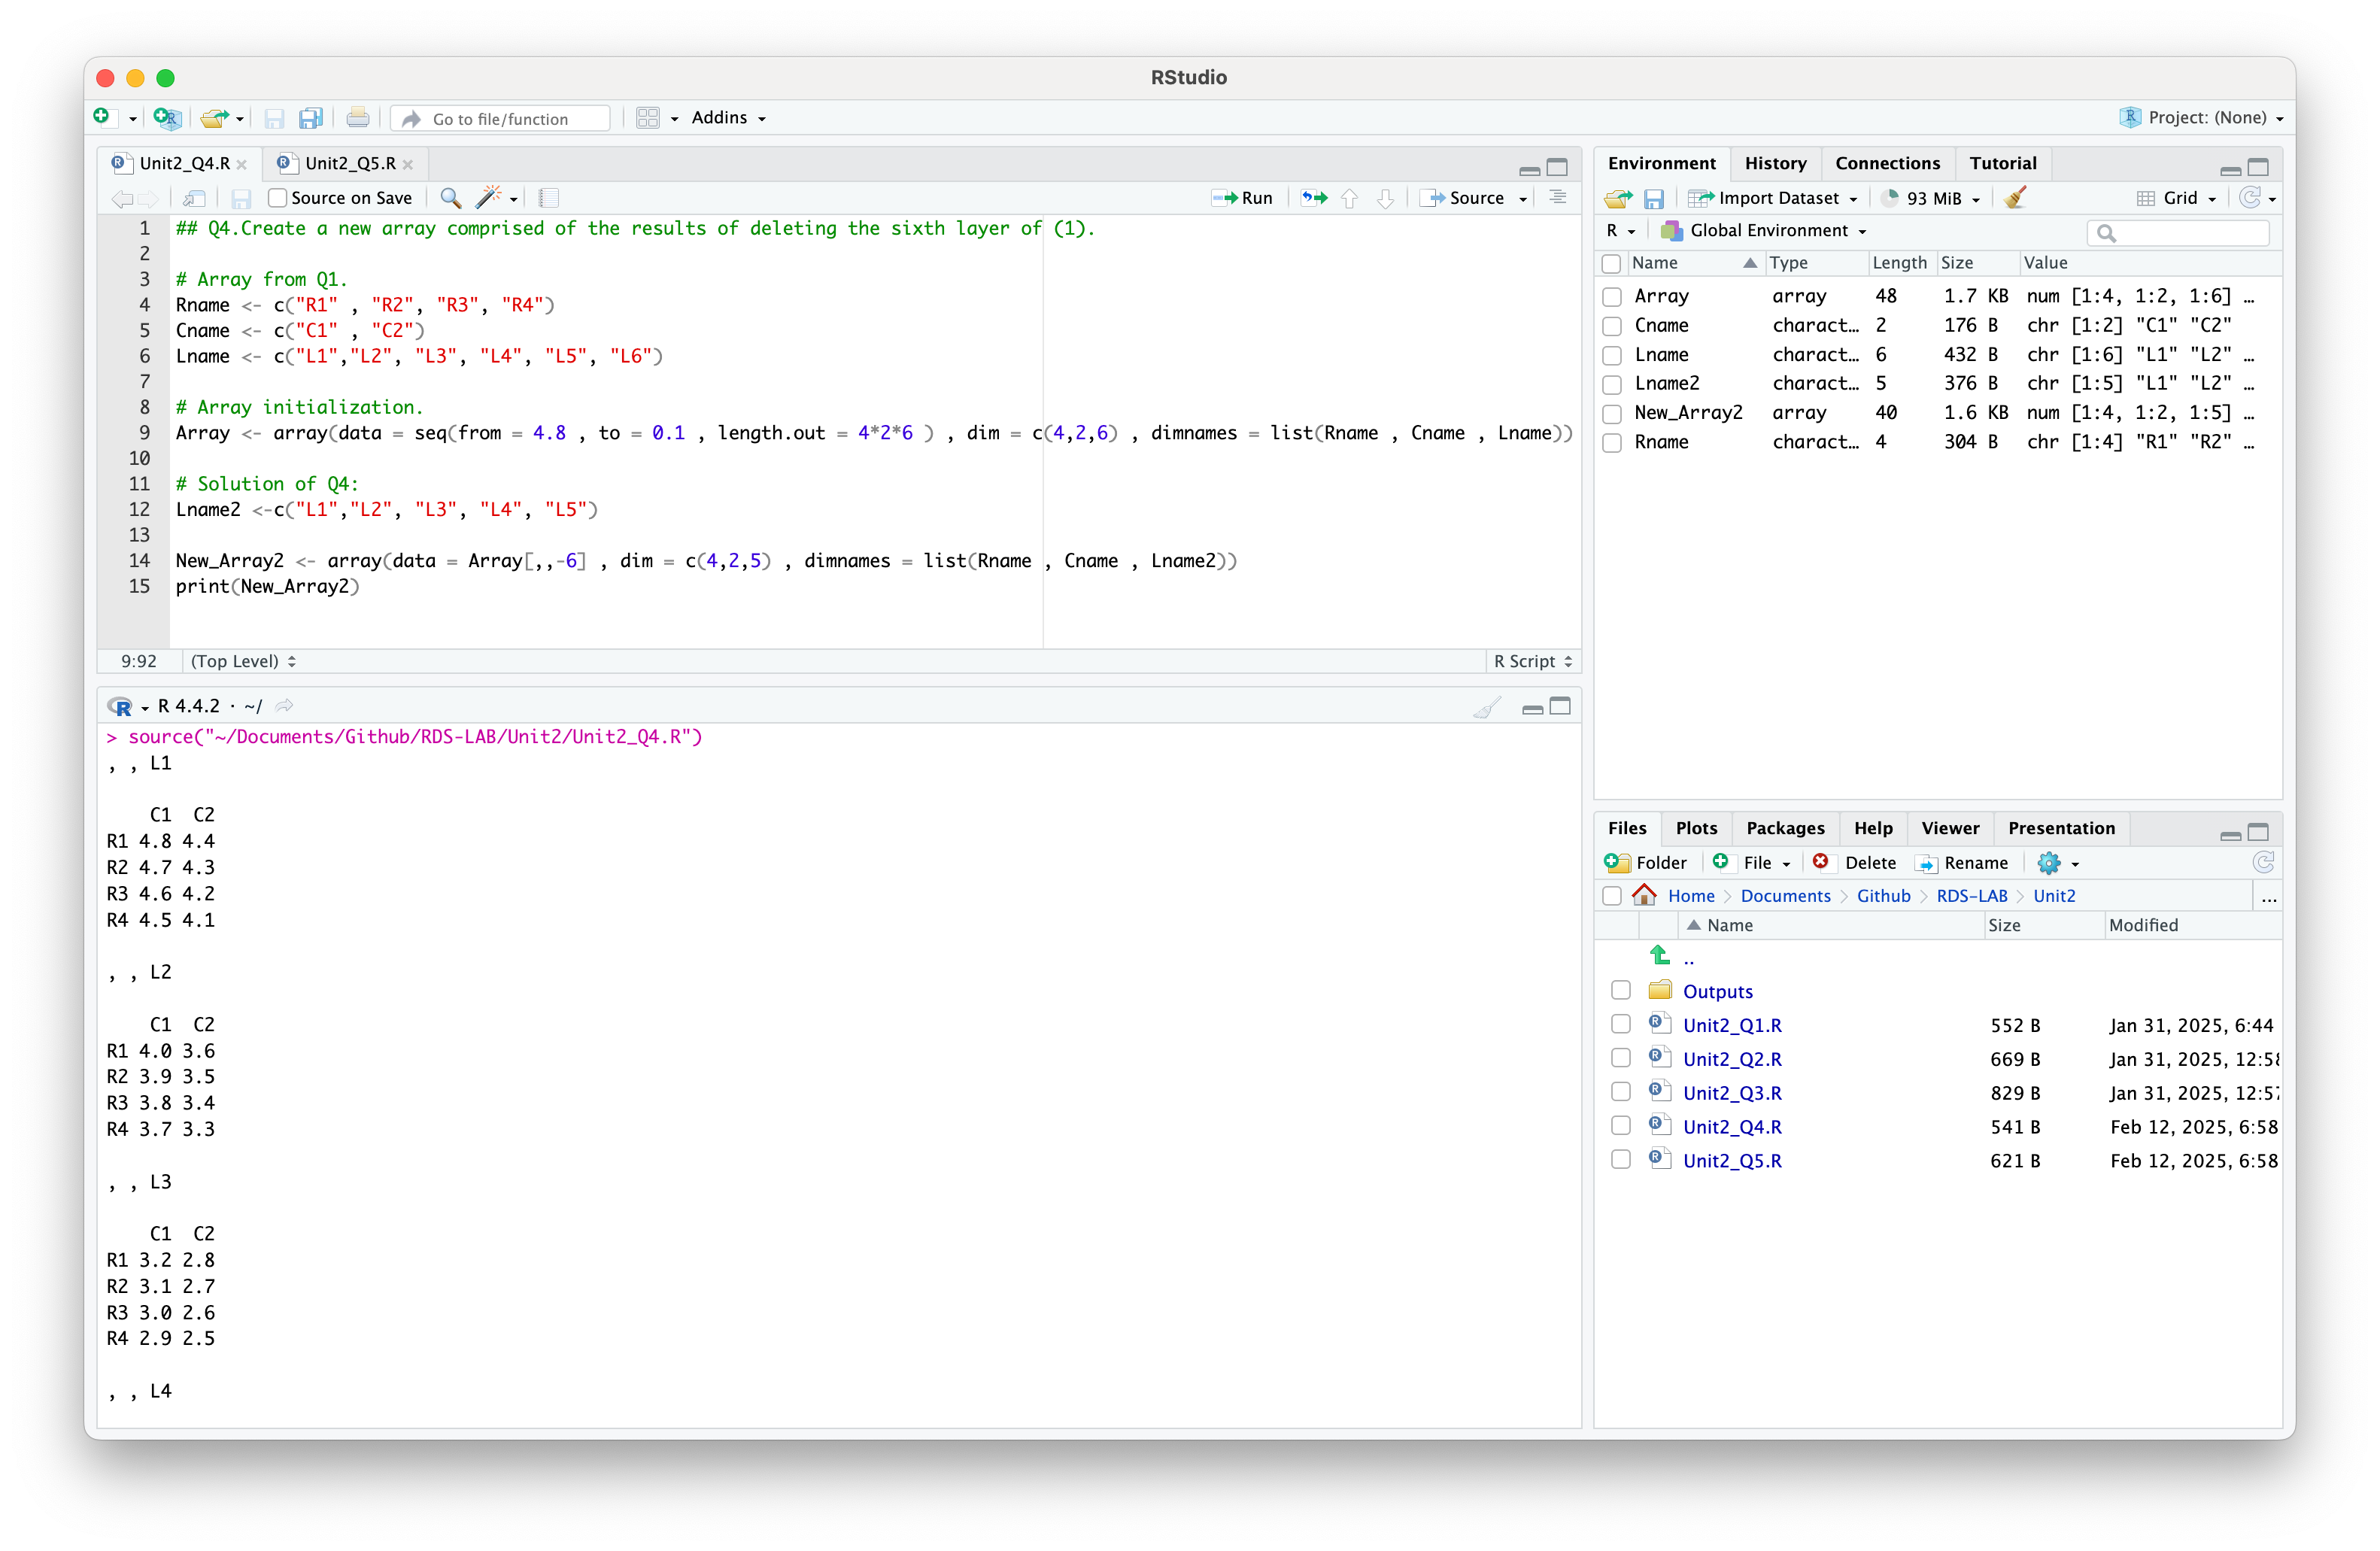 RStudio
Go to file/function
Addins
Project: (None)
Unit2_Q4.R
Unit2_Q5.R
Source on Save
Run
Source
1 ## Q4.Create a new array comprised of the results of deleting the sixth layer of (1).
2
3 # Array from Q1.
4 Rname <- c("R1" , "R2", "R3", "R4")
5 Cname <- c("C1" , "C2")
6 Lname <- c("L1","L2", "L3", "L4", "L5", "L6")
7
8 # Array initialization.
9 Array <- array(data = seq(from = 4.8 , to = 0.1 , length.out = 4*2*6 ) , dim = c(4,2,6) , dimnames = list(Rname , Cname , Lname))
10
11 # Solution of Q4:
12 Lname2 <-c("L1","L2", "L3", "L4", "L5")
13
14 New_Array2 <- array(data = Array[,,-6] , dim = c(4,2,5) , dimnames = list(Rname , Cname , Lname2))
15 print(New_Array2)
9:92 (Top Level) R Script
R 4.4.2 · ~/
> source("~/Documents/Github/RDS-LAB/Unit2/Unit2_Q4.R")
, , L1
C1 C2
R1 4.8 4.4
R2 4.7 4.3
R3 4.6 4.2
R4 4.5 4.1
, , L2
C1 C2
R1 4.0 3.6
R2 3.9 3.5
R3 3.8 3.4
R4 3.7 3.3
, , L3
C1 C2
R1 3.2 2.8
R2 3.1 2.7
R3 3.0 2.6
R4 2.9 2.5
, , L4
Environment History Connections Tutorial
Import Dataset 93 MiB Grid
R Global Environment
Name Type Length Size Value
Array array 48 1.7 KB num [1:4, 1:2, 1:6] …
Cname charact… 2 176 B chr [1:2] "C1" "C2"
Lname charact… 6 432 B chr [1:6] "L1" "L2" …
Lname2 charact… 5 376 B chr [1:5] "L1" "L2" …
New_Array2 array 40 1.6 KB num [1:4, 1:2, 1:5] …
Rname charact… 4 304 B chr [1:4] "R1" "R2" …
Files Plots Packages Help Viewer Presentation
Folder File Delete Rename
Home Documents Github RDS-LAB Unit2 ...
Name Size Modified
..
Outputs
Unit2_Q1.R 552 B Jan 31, 2025, 6:44
Unit2_Q2.R 669 B Jan 31, 2025,
Unit2_Q3.R 829 B Jan 31, 2025,
Unit2_Q4.R 541 B Feb 12, 2025, 6:58
Unit2_Q5.R 621 B Feb 12, 2025, 6:58